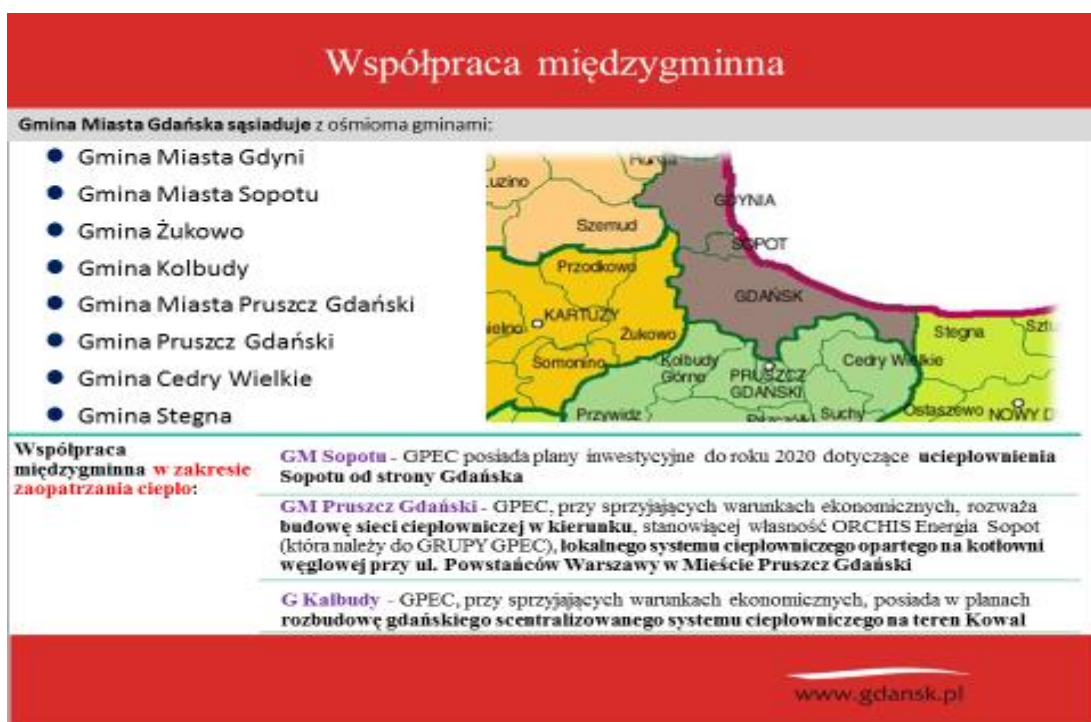 Współpraca międzygminna
Gmina Miasta Gdańska sąsiaduje z ośmioma gminami:
Gmina Miasta Gdyni
Gmina Miasta Sopotu
Gmina Żukowo
Gmina Kolbudy
Gmina Miasta Pruszcz Gdański
Gmina Pruszcz Gdański
Gmina Cedry Wielkie
Gmina Stegna
Luzino
GDYNIA
Szemud
SOPOT
Przodkowo
GDAŃSK
KARTUZY
Żukowo
Stegna
Somonino
Kolbudy
Górne
PRUSZCZ
GDAŃSKI
Cedry Wielkie
Przywidz
Suchy
Ostaszewo
NOWY D
Współpraca
międzygminna w zakresie
zaopatrzania ciepło:
GM Sopotu - GPEC posiada plany inwestycyjne do roku 2020 dotyczące uciepłownienia
Sopotu od strony Gdańska
GM Pruszcz Gdański - GPEC, przy sprzyjających warunkach ekonomicznych, rozważa
budowę sieci ciepłowniczej w kierunku, stanowiącej własność ORCHIS Energia Sopot
(która należy do GRUPY GPEC), lokalnego systemu ciepłowniczego opartego na kotłowni
węglowej przy ul. Powstańców Warszawy w Mieście Pruszcz Gdański
G Kałbudy - GPEC, przy sprzyjających warunkach ekonomicznych, posiada w planach
rozbudowę gdańskiego scentralizowanego systemu ciepłowniczego na teren Kowal
www.gdansk.pl